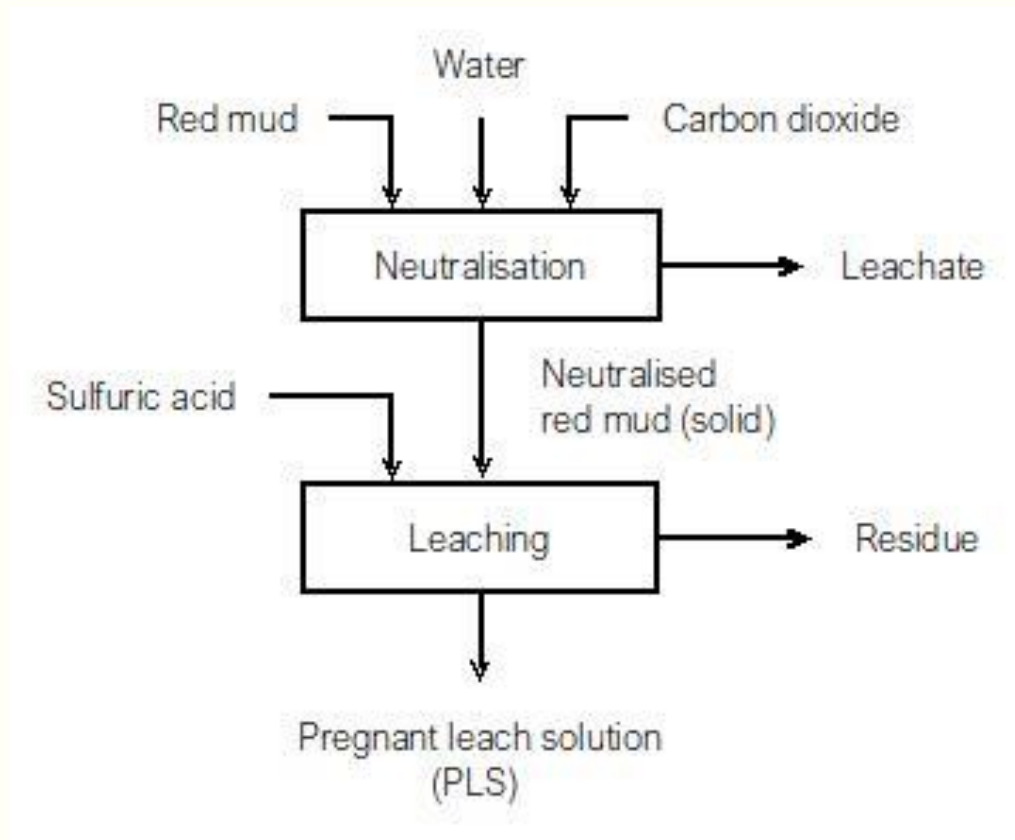 Water
Red mud
Carbon dioxide
Neutralisation
Leachate
Neutralised
red mud (solid)
Sulfuric acid
Leaching
Residue
Pregnant leach solution
(PLS)